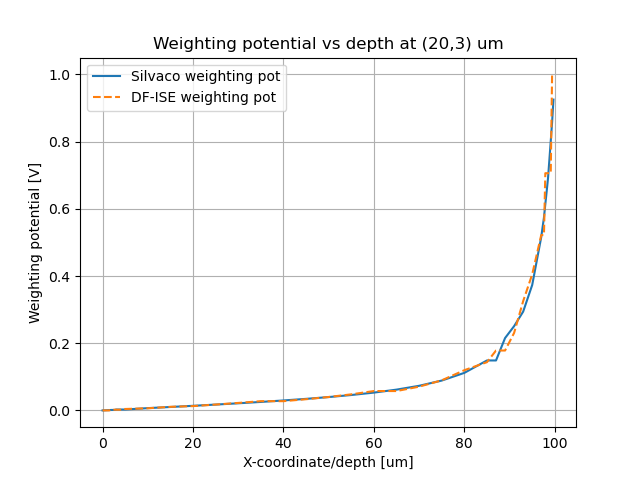 Weighting potential vs depth at (20,3) um
Silvaco weighting pot
DF-ISE weighting pot
Weighting potential [V]
1.0
0.8
0.6
0.4
0.2
0.0
0 20 40 60 80 100
X-coordinate/depth [um]